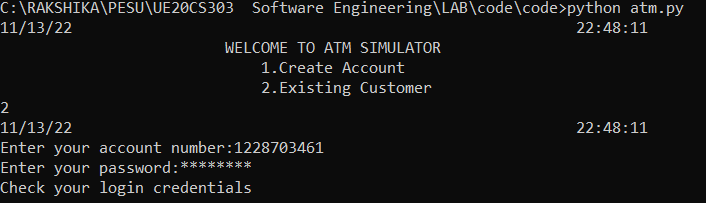 C:\RAKSHIKA\PESU\UE20CS303  Software Engineering\LAB\code\code>python atm.py
11/13/22 22:48:11
WELCOME TO ATM SIMULATOR
1.Create Account
2.Existing Customer
2
11/13/22 22:48:11
Enter your account number:1228703461
Enter your password:********
Check your login credentials